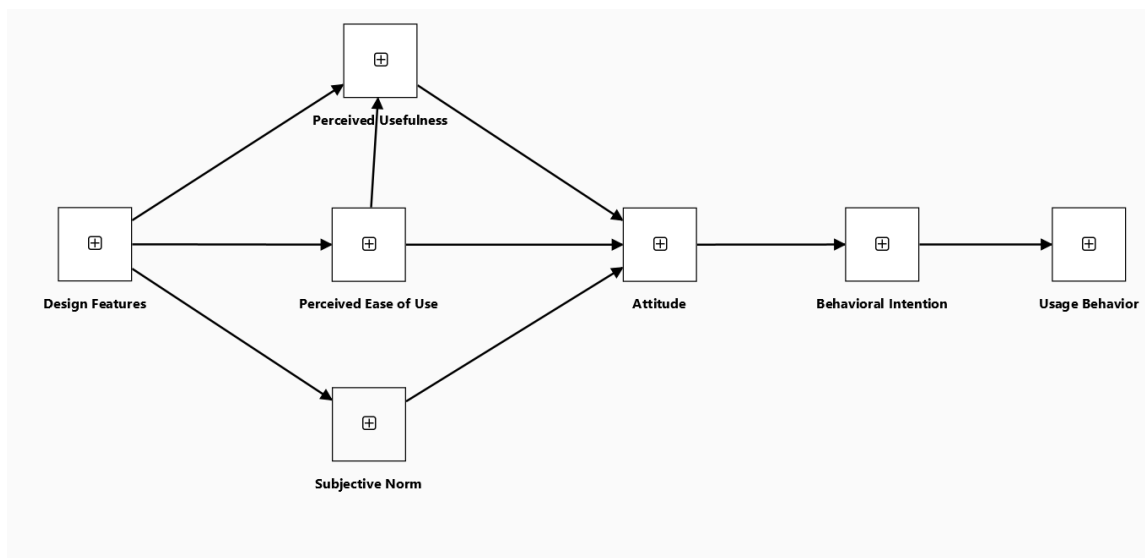 Perceived Usefulness
Design Features
Perceived Ease of Use
Attitude
Behavioral Intention
Usage Behavior
Subjective Norm